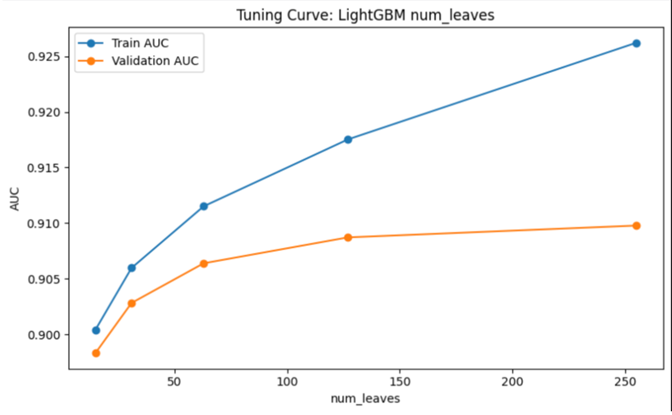 Tuning Curve: LightGBM num_leaves
Train AUC
Validation AUC
AUC
0.925
0.920
0.915
0.910
0.905
0.900
50 100 150 200 250
num_leaves